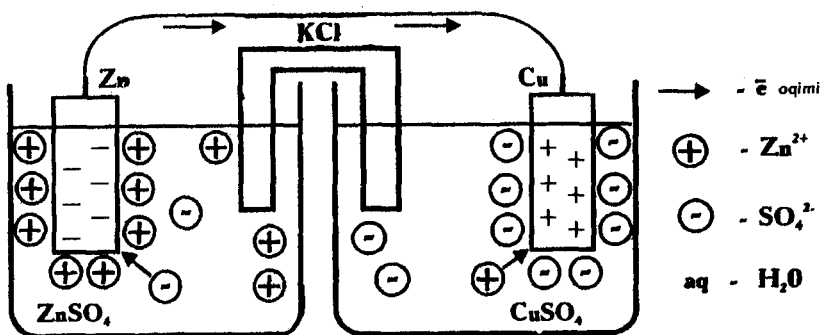 KCl
Zn
Cu
→ - ē oqimi
⊕ - Zn²⁺
⊖ - SO₄²⁻
aq - H₂0
ZnSO₄
CuSO₄